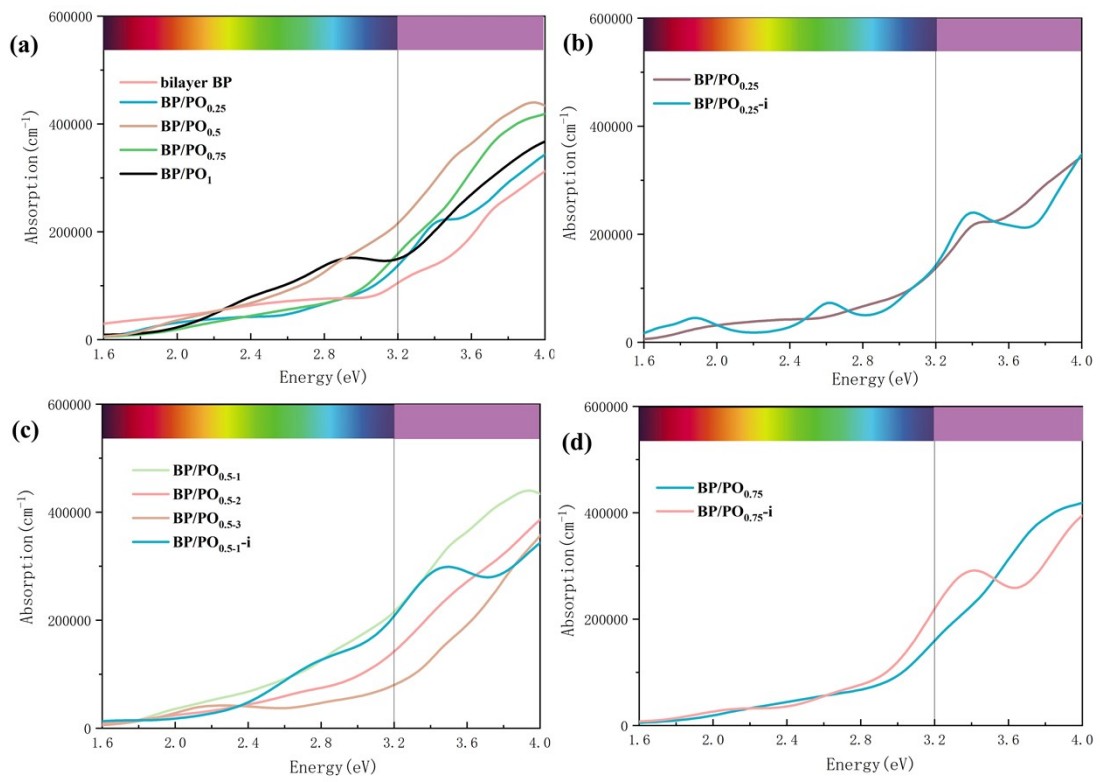 (a)
600000
400000
200000
0
Absorption(cm⁻¹)
bilayer BP
BP/PO₀.₂₅
BP/PO₀.₅
BP/PO₀.₇₅
BP/PO₁
1.6 2.0 2.4 2.8 3.2 3.6 4.0
Energy(eV)
(b)
600000
400000
200000
0
Absorption(cm⁻¹)
BP/PO₀.₂₅
BP/PO₀.₂₅-i
1.6 2.0 2.4 2.8 3.2 3.6 4.0
Energy(eV)
(c)
600000
400000
200000
0
Absorption(cm⁻¹)
BP/PO₀.₅₋₁
BP/PO₀.₅₋₂
BP/PO₀.₅₋₃
BP/PO₀.₅₋₁-i
1.6 2.0 2.4 2.8 3.2 3.6 4.0
Energy(eV)
(d)
600000
400000
200000
0
Absorption(cm⁻¹)
BP/PO₀.₇₅
BP/PO₀.₇₅-i
1.6 2.0 2.4 2.8 3.2 3.6 4.0
Energy(eV)